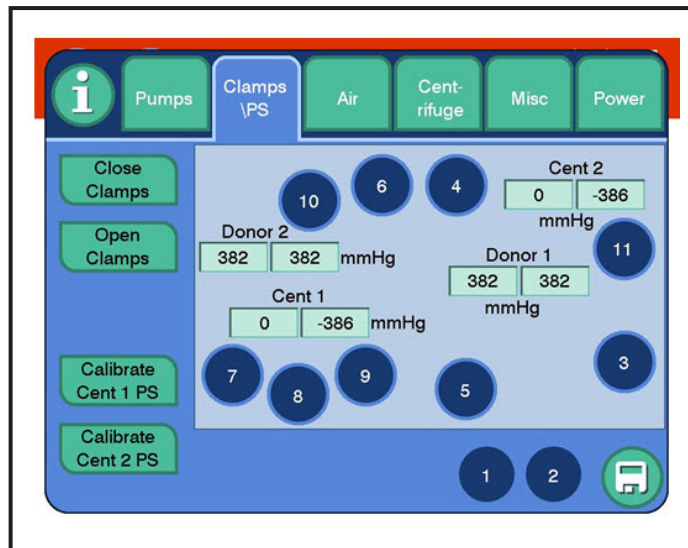 i
Pumps
Clamps
\PS
Air
Cent-
rifuge
Misc
Power
Close
Clamps
Open
Clamps
Calibrate
Cent 1 PS
Calibrate
Cent 2 PS
10
6
4
Cent 2
0 -386
mmHg
11
Donor 2
382 382 mmHg
Donor 1
382 382
mmHg
Cent 1
0 -386 mmHg
7
8
9
5
3
1
2